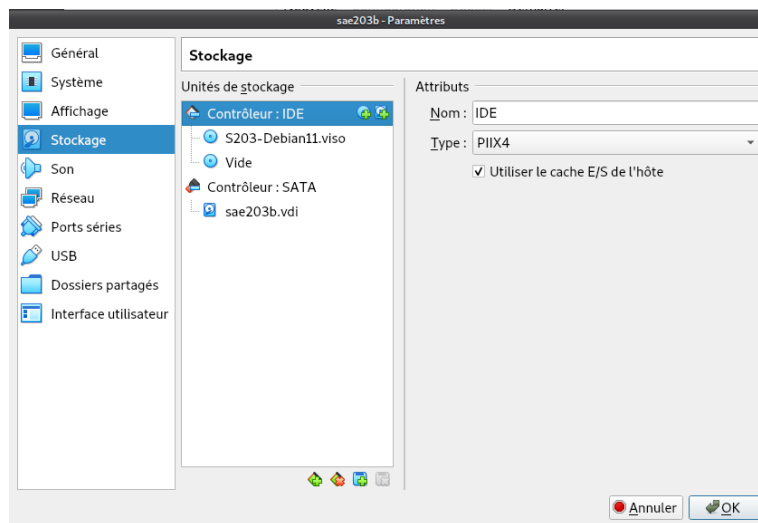 sae203b - Paramètres
Général
Système
Affichage
Stockage
Son
Réseau
Ports séries
USB
Dossiers partagés
Interface utilisateur
Stockage
Unités de stockage
Contrôleur : IDE
S203-Debian11.viso
Vide
Contrôleur : SATA
sae203b.vdi
Attributs
Nom : IDE
Type : PIIX4
Utiliser le cache E/S de l'hôte
Annuler
OK